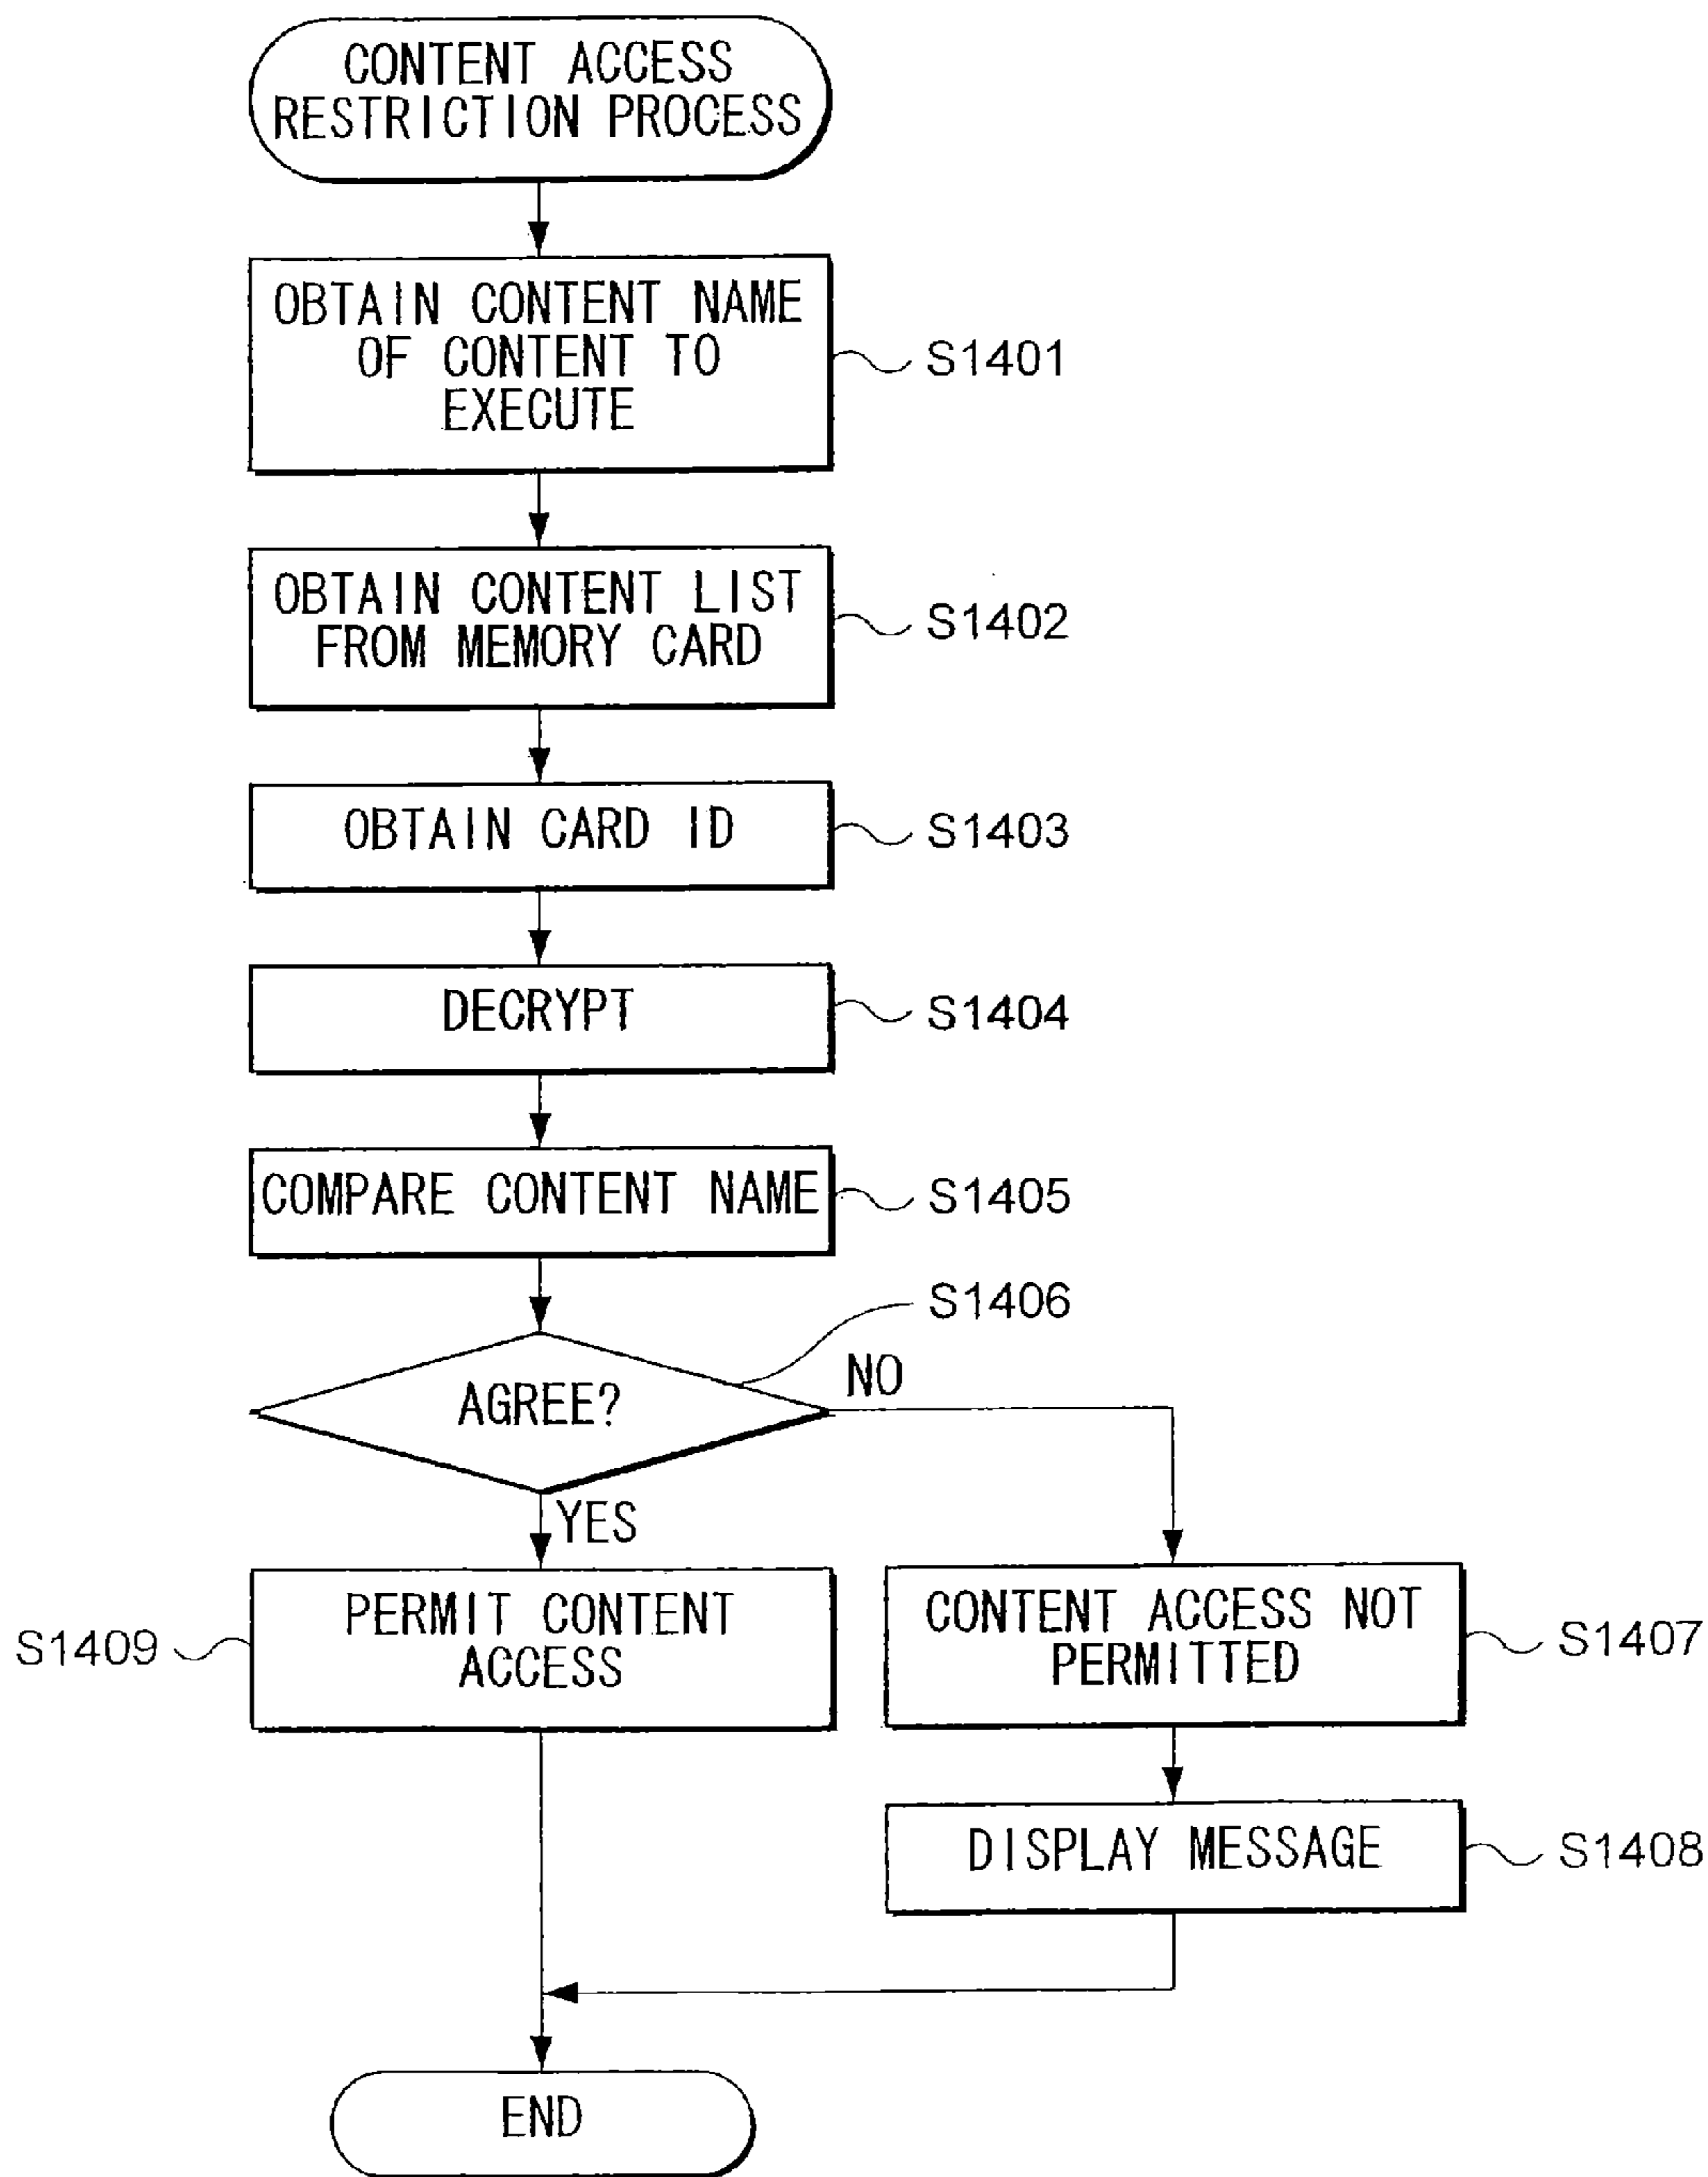 CONTENT ACCESS
RESTRICTION PROCESS
OBTAIN CONTENT NAME
OF CONTENT TO
EXECUTE
S1401
OBTAIN CONTENT LIST
FROM MEMORY CARD
S1402
OBTAIN CARD ID
S1403
DECRYPT
S1404
COMPARE CONTENT NAME
S1405
S1406
AGREE?
NO
YES
S1409
PERMIT CONTENT
ACCESS
CONTENT ACCESS NOT
PERMITTED
S1407
DISPLAY MESSAGE
S1408
END